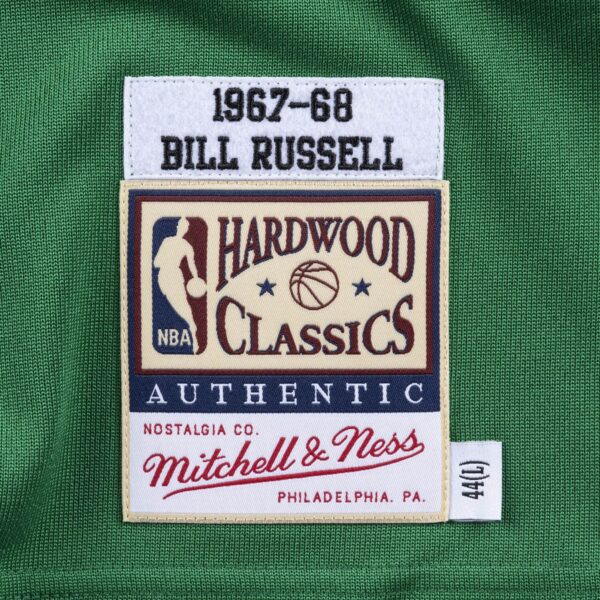 1967-68
BILL RUSSELL
HARDWOOD
CLASSICS
NBA
AUTHENTIC
NOSTALGIA CO.
Mitchell & Ness
PHILADELPHIA, PA.
44(L)